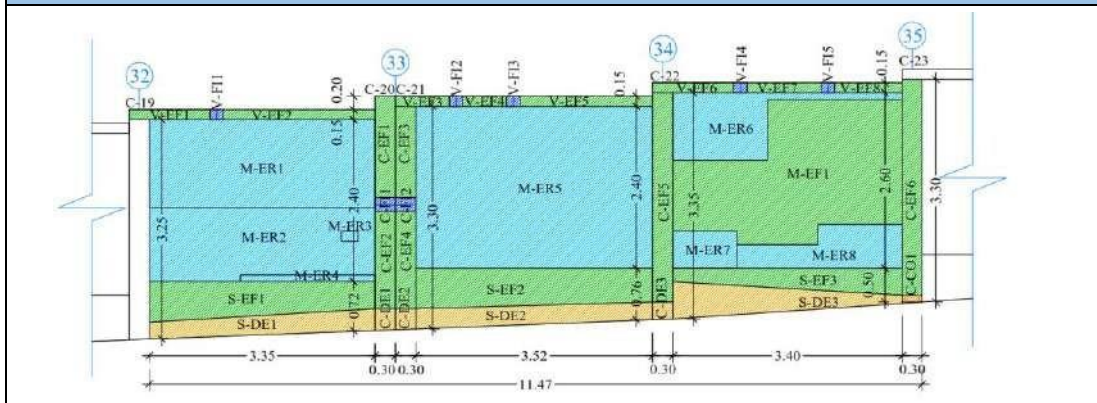 32
33
34
35
C-19
V-FI1
0.20
C-20
C-21
V-FI2
V-FI3
0.15
C-22
V-FI4
V-FI5
0.15
C-23
V-EF1
V-EF2
V-EF3
V-EF4
V-EF5
V-EF6
V-EF7
V-EF8
0.15
M-ER1
C-EF1
C-EF3
M-ER5
M-ER6
M-EF1
C-EF5
C-EF6
2.40
2.40
2.60
3.30
3.25
3.30
3.35
M-ER2
M-ER3
M-ER4
C-EF2
C-EF4
M-ER7
M-ER8
S-EF1
S-EF2
S-EF3
0.72
0.76
0.50
C-DE1
C-DE2
C-DE3
C-CO1
S-DE1
S-DE2
S-DE3
3.35
3.52
3.40
0.30
0.30
0.30
0.30
11.47